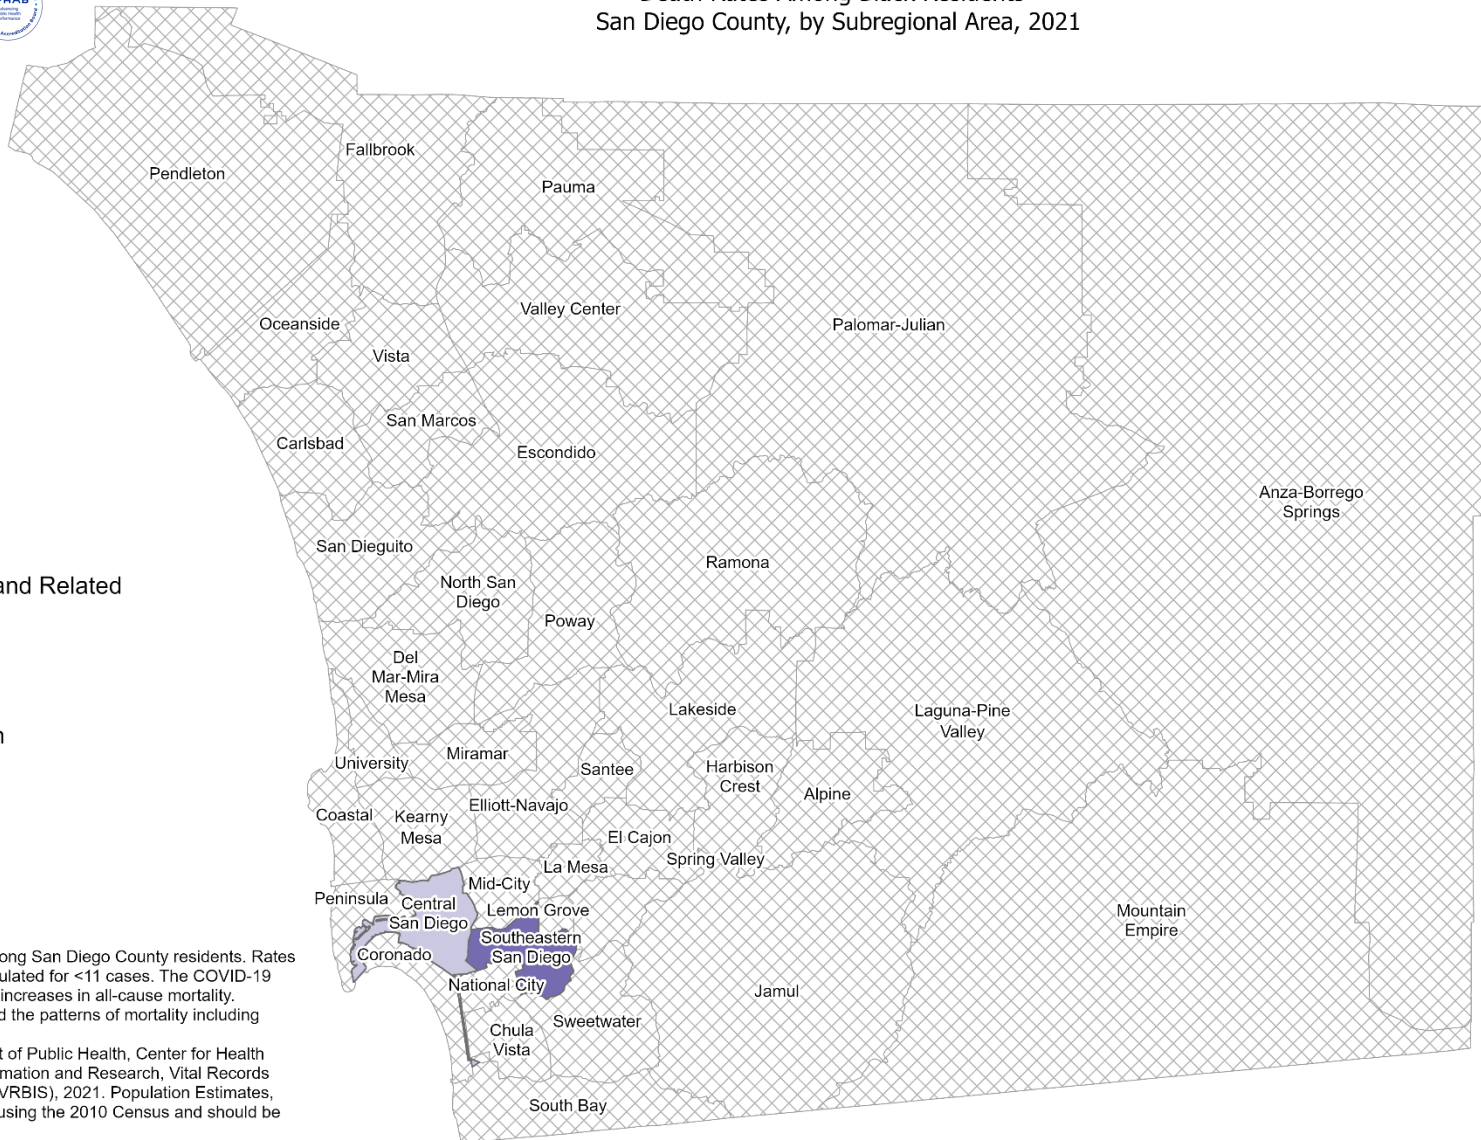 Death Rates Among Black Residents
San Diego County, by Subregional Area, 2021
Fallbrook
Pendleton
Pauma
Valley Center
Oceanside
Palomar-Julian
Vista
San Marcos
Carlsbad
Escondido
Anza-Borrego
Springs
San Dieguito
Ramona
and Related
North San
Diego
Poway
Del
Mar-Mira
Mesa
Lakeside
Laguna-Pine
Valley
Miramar
University
Santee
Harbison
Crest
Alpine
Elliott-Navajo
Coastal
Kearny
Mesa
El Cajon
Spring Valley
La Mesa
Mid-City
Peninsula
Central
San Diego
Lemon Grove
Mountain
Empire
Southeastern
San Diego
Coronado
National City
Jamul
Sweetwater
Chula
Vista
South Bay
ong San Diego County residents. Rates
ulated for <11 cases. The COVID-19
increases in all-cause mortality.
d the patterns of mortality including
t of Public Health, Center for Health
mation and Research, Vital Records
VRBIS), 2021. Population Estimates,
using the 2010 Census and should be